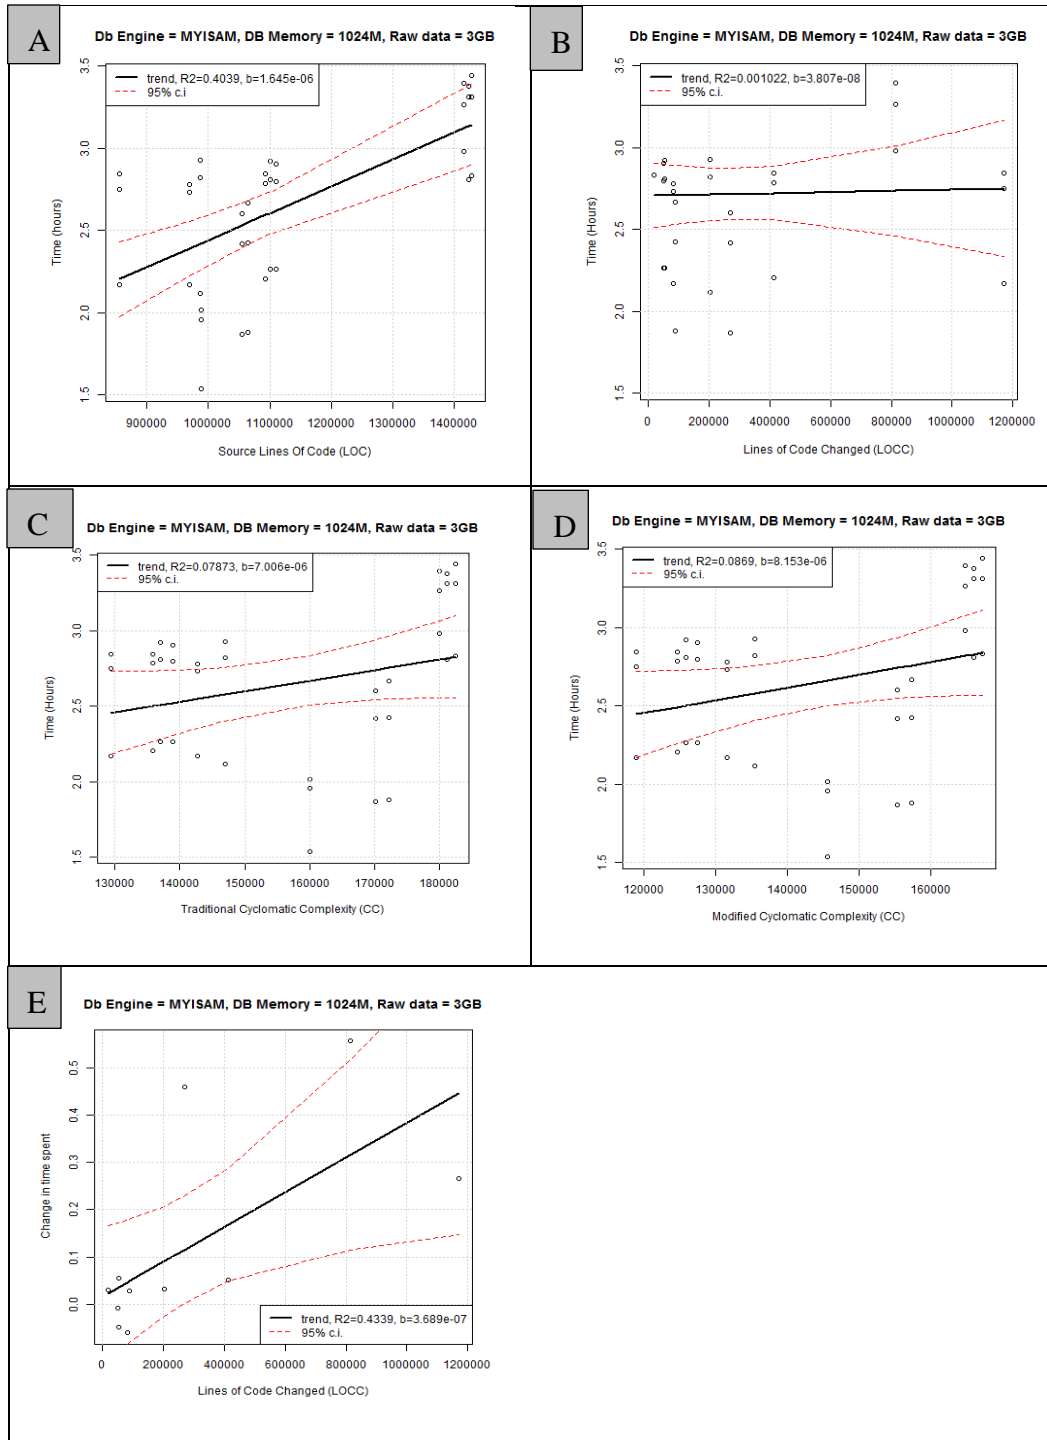 A
Db Engine = MYISAM, DB Memory = 1024M, Raw data = 3GB
trend, R2=0.4039, b=1.645e-06
95% c.i
3.5
3.0
2.5
2.0
1.5
Time (hours)
900000 1000000 1100000 1200000 1300000 1400000
Source Lines Of Code (LOC)
B
Db Engine = MYISAM, DB Memory = 1024M, Raw data = 3GB
trend, R2=0.001022, b=3.807e-08
95% c.i.
3.5
3.0
2.5
2.0
1.5
Time (Hours)
0 200000 400000 600000 800000 1000000 1200000
Lines of Code Changed (LOCC)
C
Db Engine = MYISAM, DB Memory = 1024M, Raw data = 3GB
trend, R2=0.07873, b=7.006e-06
95% c.i.
3.5
3.0
2.5
2.0
1.5
Time (Hours)
130000 140000 150000 160000 170000 180000
Traditional Cyclomatic Complexity (CC)
D
Db Engine = MYISAM, DB Memory = 1024M, Raw data = 3GB
trend, R2=0.0869, b=8.153e-06
95% c.i.
3.5
3.0
2.5
2.0
1.5
Time (Hours)
120000 130000 140000 150000 160000
Modified Cyclomatic Complexity (CC)
E
Db Engine = MYISAM, DB Memory = 1024M, Raw data = 3GB
0.5
0.4
0.3
0.2
0.1
0.0
Change in time spent
trend, R2=0.4339, b=3.689e-07
95% c.i.
0 200000 400000 600000 800000 1000000 1200000
Lines of Code Changed (LOCC)